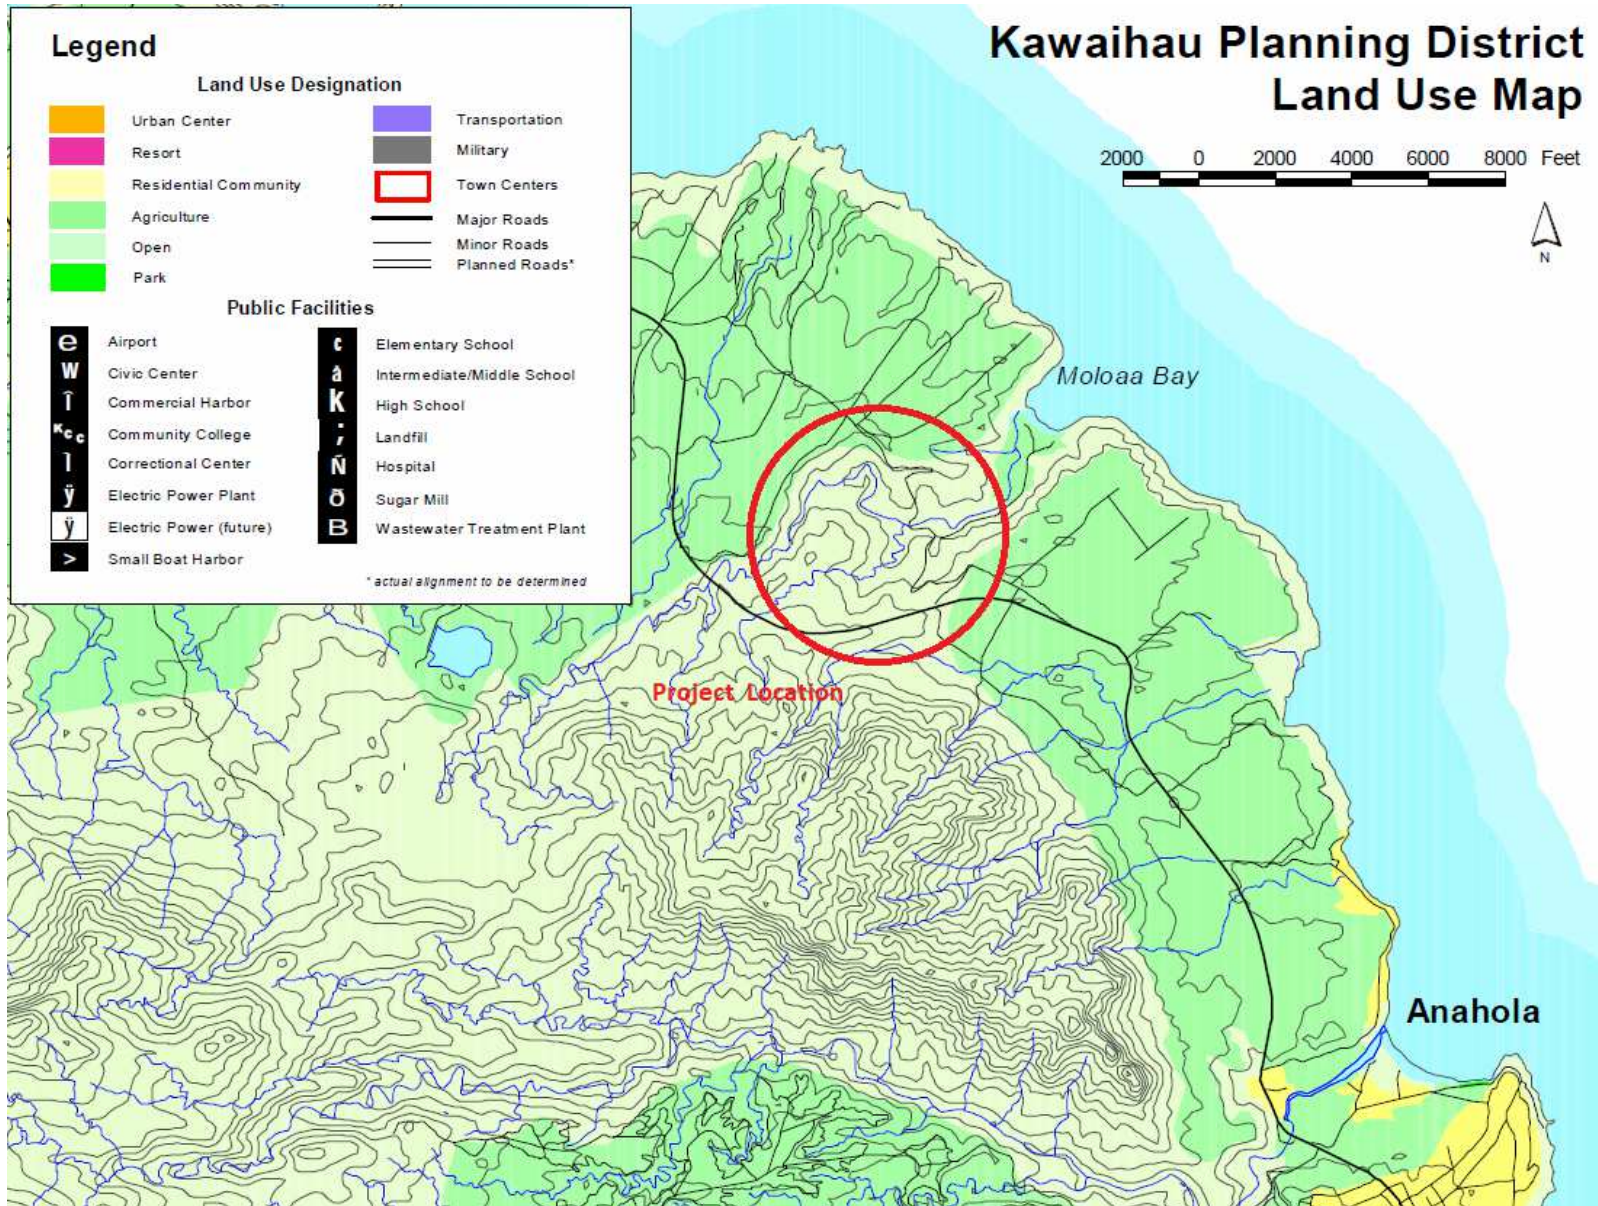 Kawaihau Planning District
Land Use Map
2000 0 2000 4000 6000 8000 Feet
N
Legend
Land Use Designation
Urban Center
Resort
Residential Community
Agriculture
Open
Park
Transportation
Military
Town Centers
Major Roads
Minor Roads
Planned Roads*
Public Facilities
e Airport
W Civic Center
Î Commercial Harbor
K C C Community College
Ì Correctional Center
ÿ Electric Power Plant
ÿ Electric Power (future)
> Small Boat Harbor
c Elementary School
â Intermediate/Middle School
k High School
; Landfill
Ñ Hospital
ð Sugar Mill
B Wastewater Treatment Plant
* actual alignment to be determined
Moloaa Bay
Project Location
Anahola